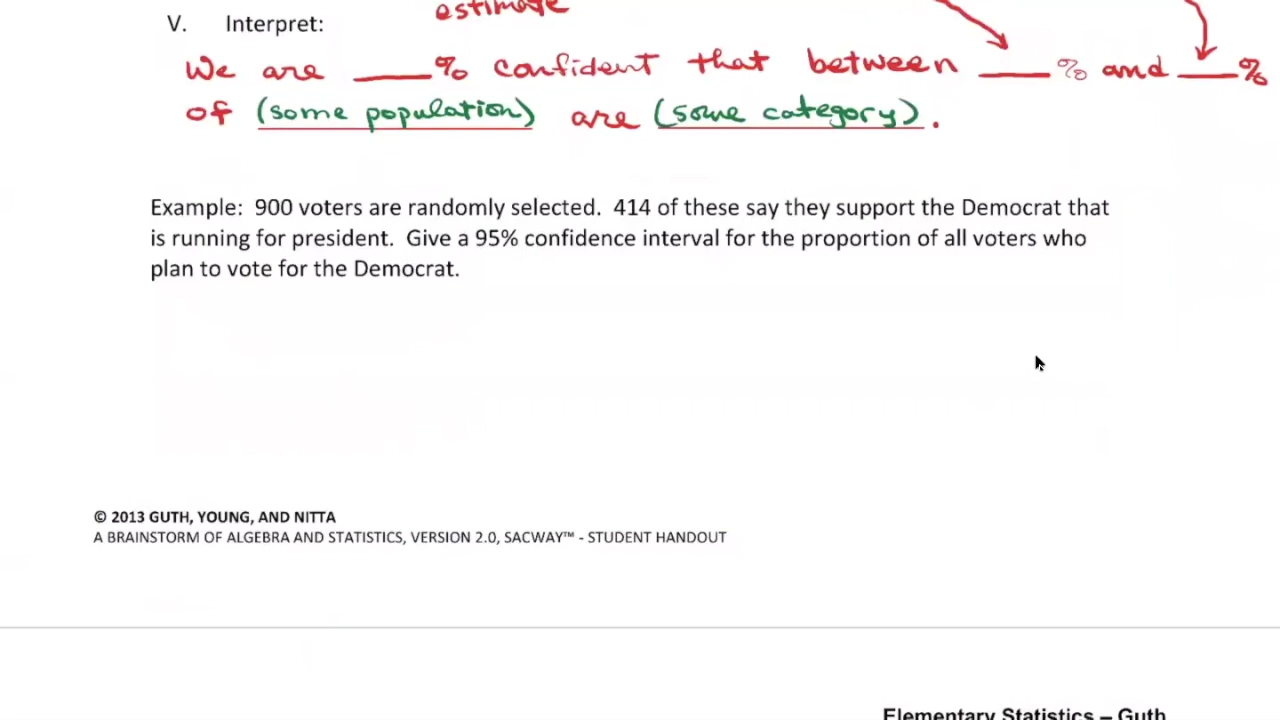 estimate
V. Interpret:
We are ___% confident that between ___% and ___%
of (some population) are (some category).
Example: 900 voters are randomly selected. 414 of these say they support the Democrat that
is running for president. Give a 95% confidence interval for the proportion of all voters who
plan to vote for the Democrat.
© 2013 GUTH, YOUNG, AND NITTA
A BRAINSTORM OF ALGEBRA AND STATISTICS, VERSION 2.0, SACWAY™ - STUDENT HANDOUT
Elementary Statistics – Guth